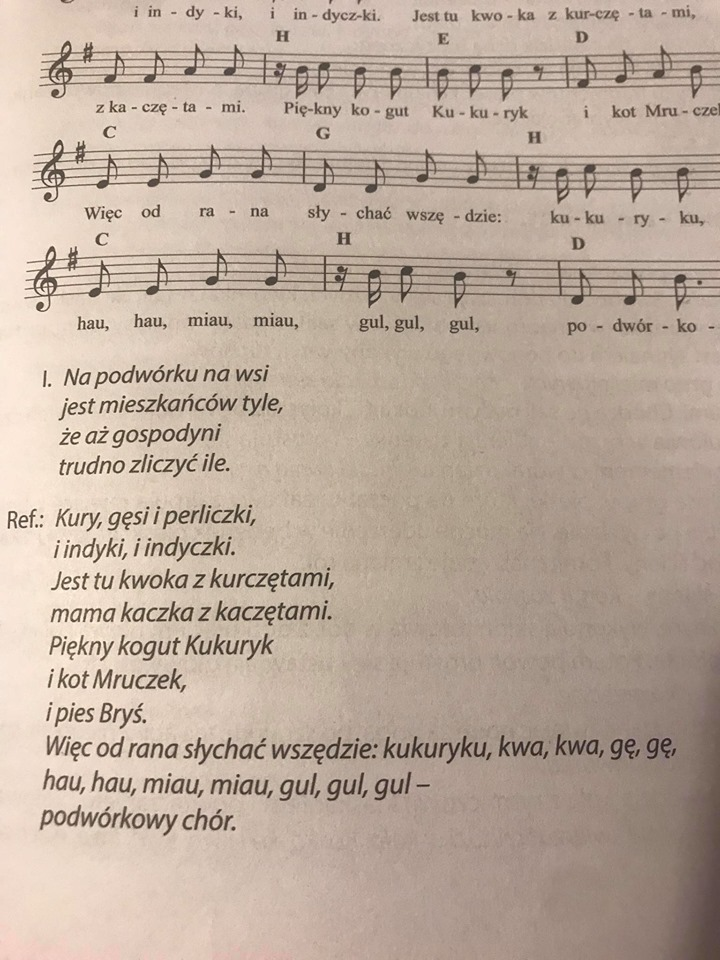 i in - dy - ki, i in - dycz-ki. Jest tu kwo - ka z kur-czę - ta - mi,
H E D
z ka - czę - ta - mi. Pię-kny ko - gut Ku - ku - ryk i kot Mru - czek
C G H
Więc od ra - na sły - chać wszę - dzie: ku - ku - ry - ku,
C H D
hau, hau, miau, miau, gul, gul, gul, po - dwór - ko -
I. Na podwórku na wsi
jest mieszkańców tyle,
że aż gospodyni
trudno zliczyć ile.
Ref.: Kury, gęsi i perliczki,
i indyki, i indyczki.
Jest tu kwoka z kurczętami,
mama kaczka z kaczętami.
Piękny kogut Kukuryk
i kot Mruczek,
i pies Bryś.
Więc od rana słychać wszędzie: kukuryku, kwa, kwa, gę, gę,
hau, hau, miau, miau, gul, gul, gul –
podwórkowy chór.